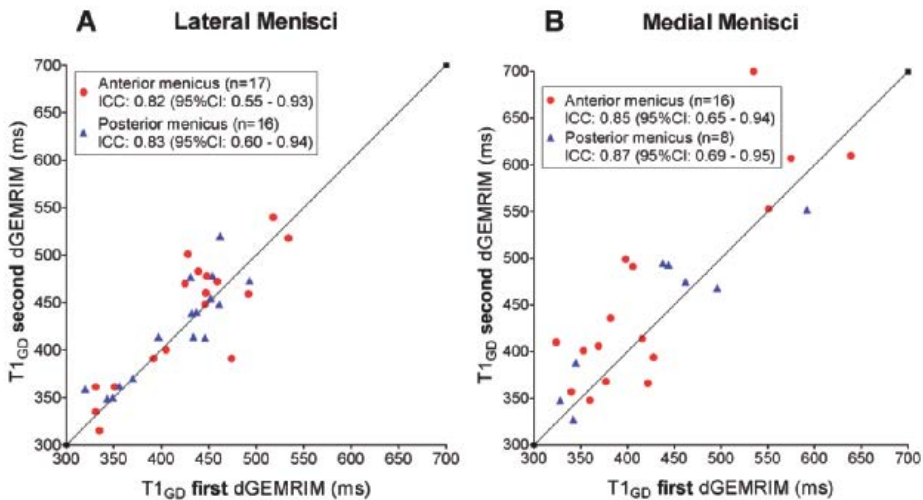 A Lateral Menisci
700
650
600
550
500
450
400
350
300
T1GD second dGEMRIM (ms)
Anterior menicus (n=17)
ICC: 0.82 (95%CI: 0.55 - 0.93)
Posterior menicus (n=16)
ICC: 0.83 (95%CI: 0.60 - 0.94)
300 350 400 450 500 550 600 650 700
T1GD first dGEMRIM (ms)
B Medial Menisci
700
650
600
550
500
450
400
350
300
T1GD second dGEMRIM (ms)
Anterior menicus (n=16)
ICC: 0.85 (95%CI: 0.65 - 0.94)
Posterior menicus (n=8)
ICC: 0.87 (95%CI: 0.69 - 0.95)
300 350 400 450 500 550 600 650 700
T1GD first dGEMRIM (ms)